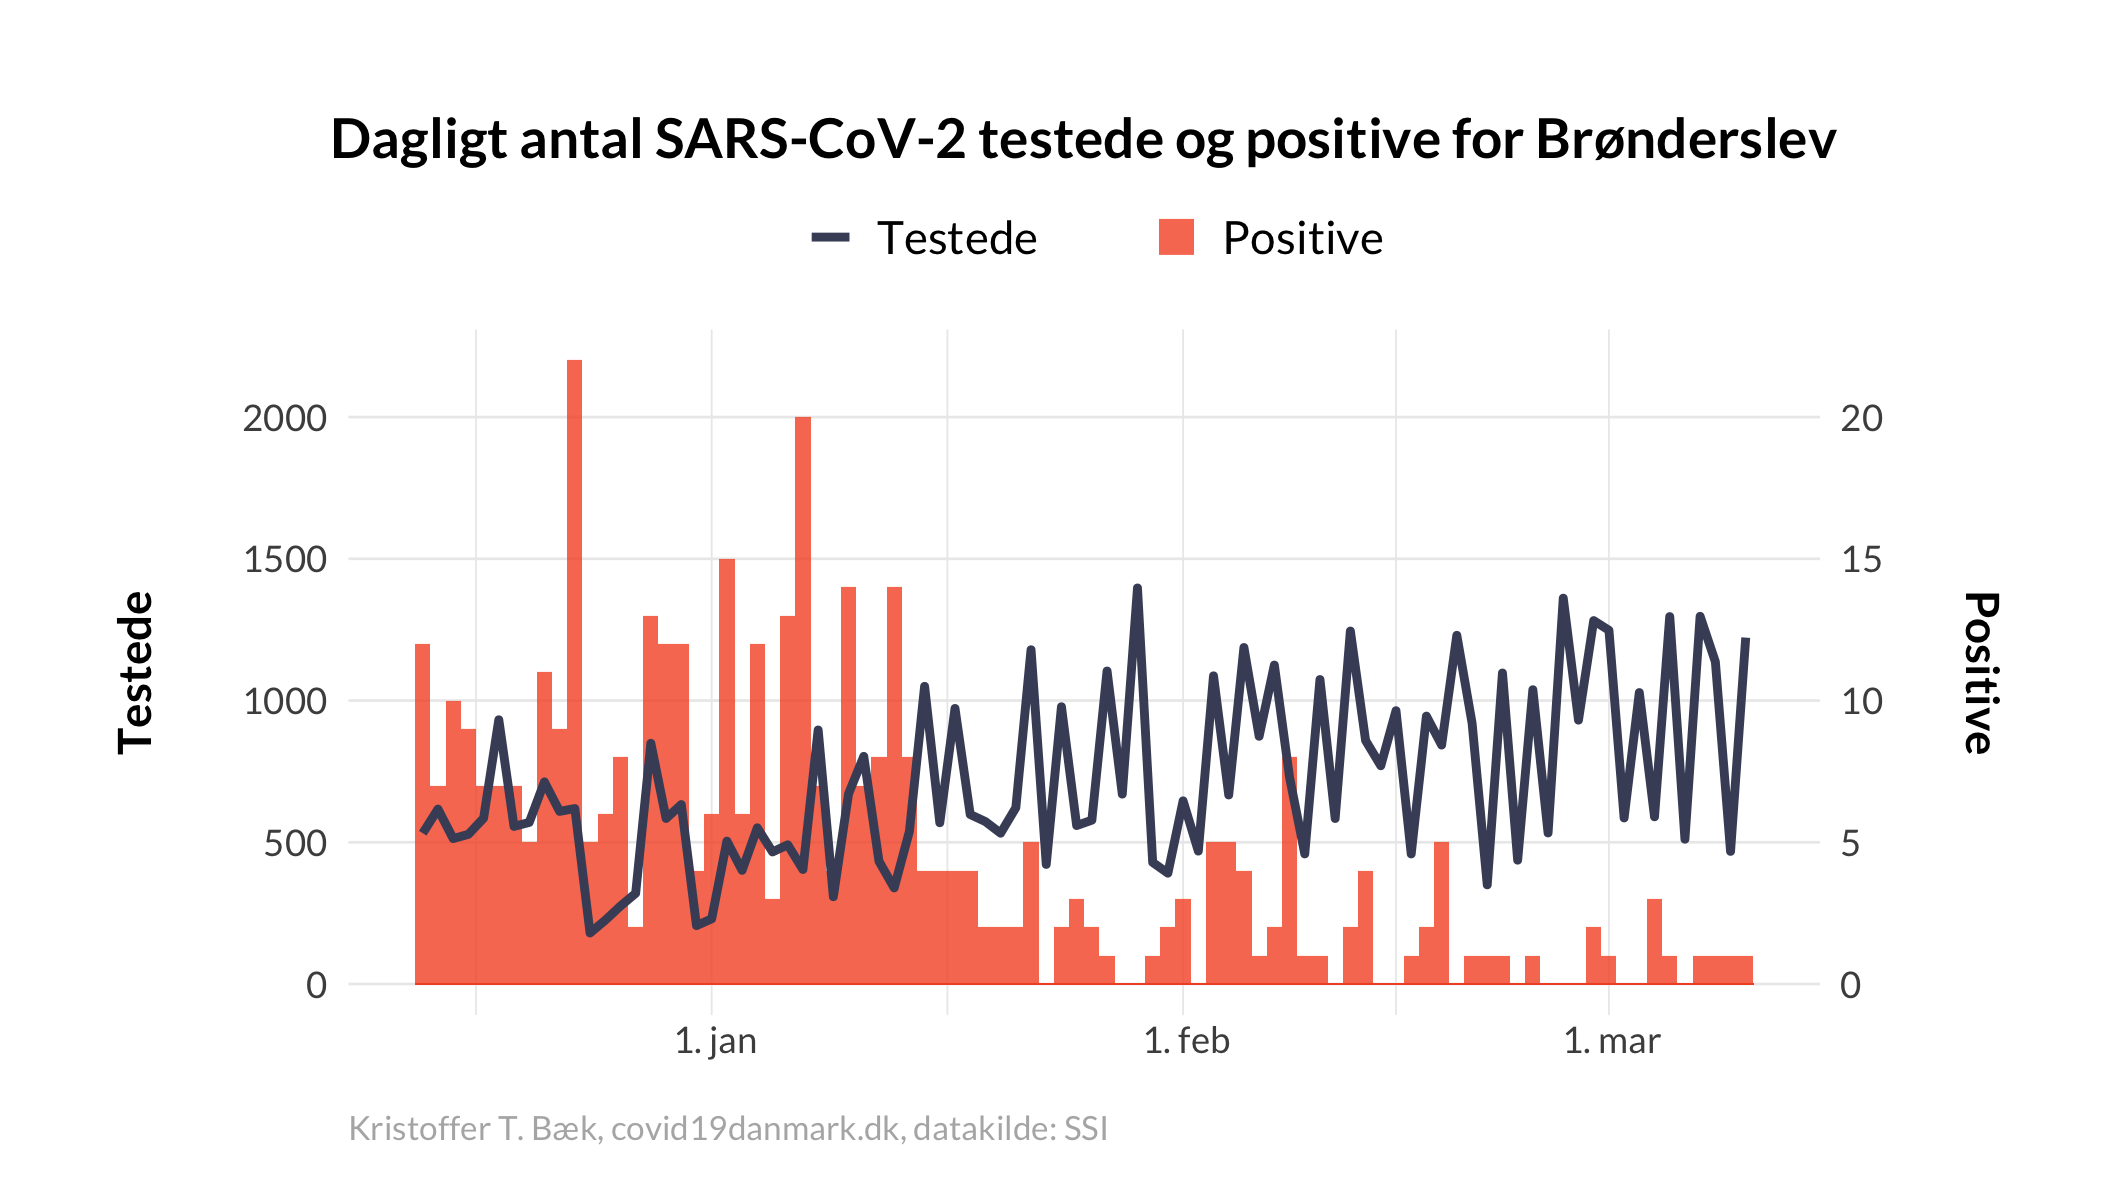 Dagligt antal SARS-CoV-2 testede og positive for Brønderslev
Testede
Positive
2000
1500
1000
500
0
Testede
20
15
10
5
0
Positive
1. jan
1. feb
1. mar
Kristoffer T. Bæk, covid19danmark.dk, datakilde: SSI